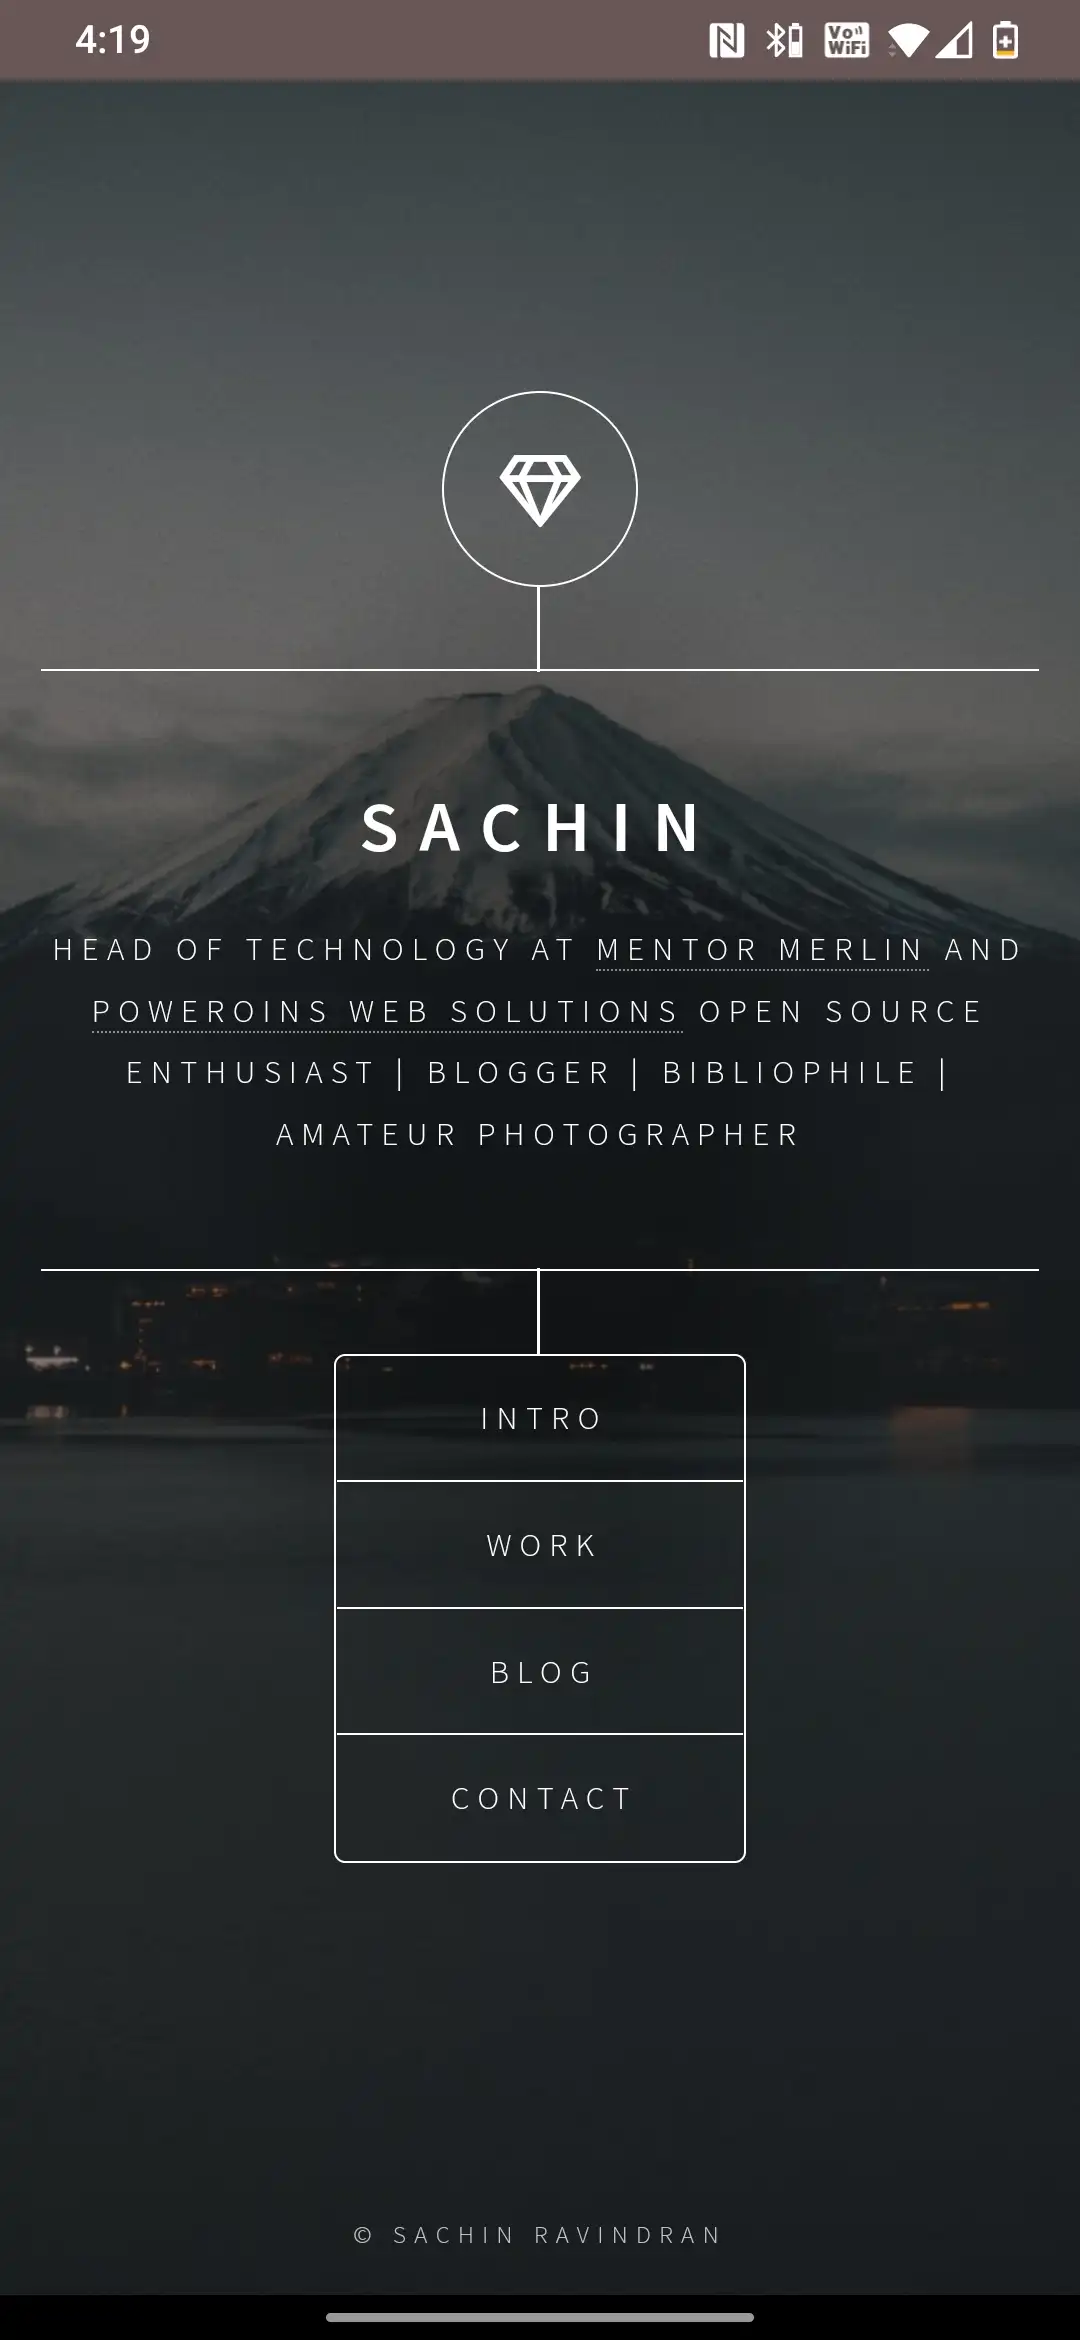 4:19
Vo
WiFi
SACHIN
HEAD OF TECHNOLOGY AT MENTOR MERLIN AND
POWEROINS WEB SOLUTIONS OPEN SOURCE
ENTHUSIAST | BLOGGER | BIBLIOPHILE |
AMATEUR PHOTOGRAPHER
INTRO
WORK
BLOG
CONTACT
© SACHIN RAVINDRAN